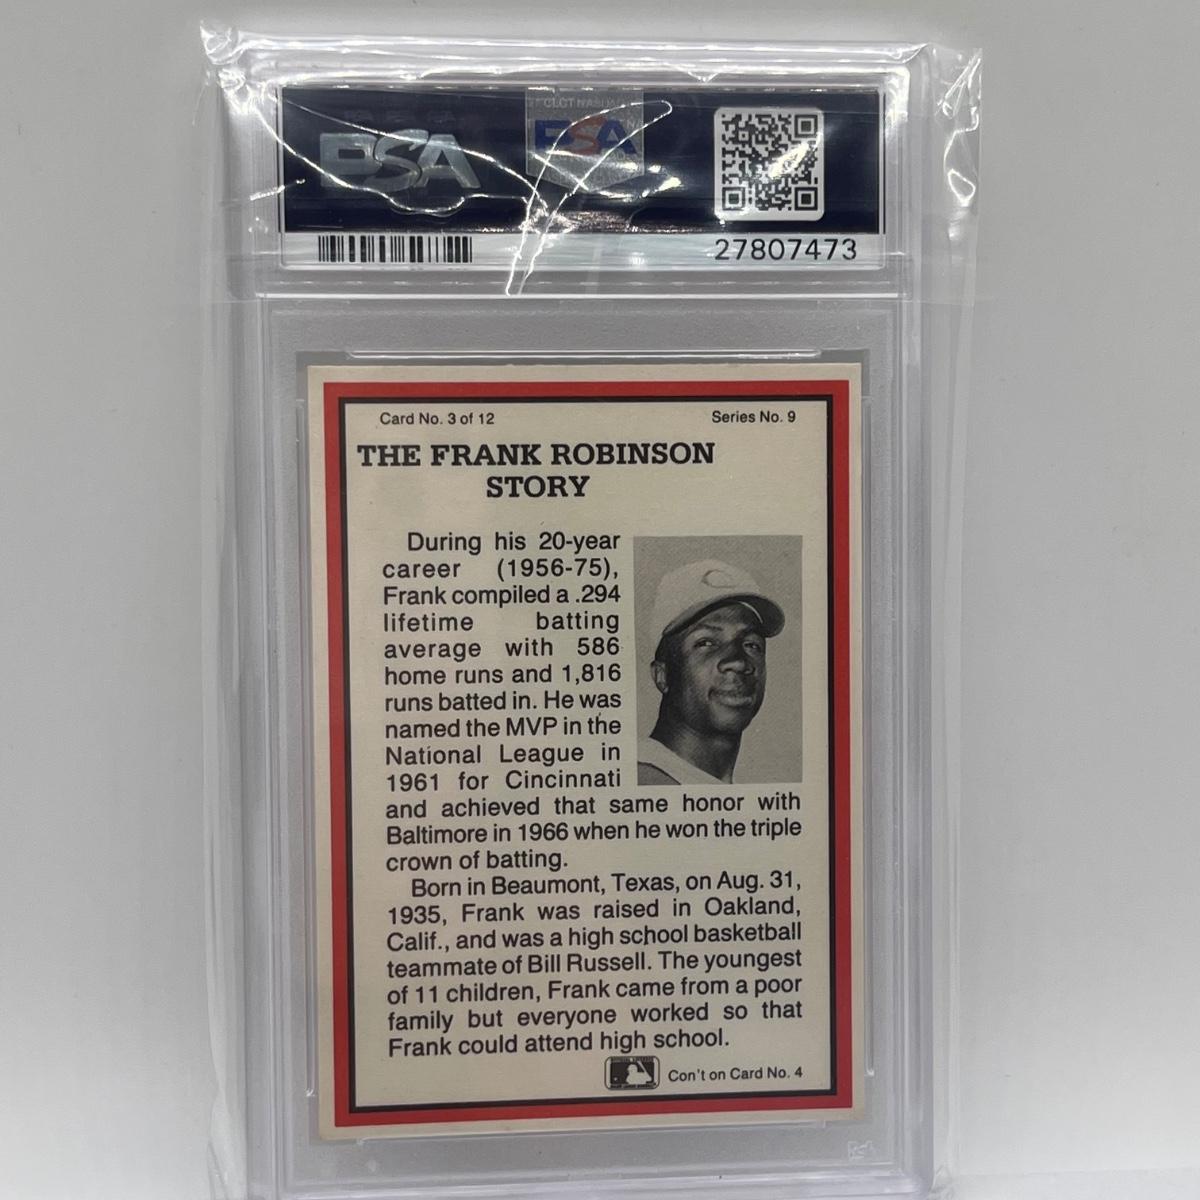 PSA
PSA
27807473
Card No. 3 of 12
Series No. 9
THE FRANK ROBINSON
STORY
During his 20-year
career (1956-75),
Frank compiled a .294
lifetime batting
average with 586
home runs and 1,816
runs batted in. He was
named the MVP in the
National League in
1961 for Cincinnati
and achieved that same honor with
Baltimore in 1966 when he won the triple
crown of batting.
Born in Beaumont, Texas, on Aug. 31,
1935, Frank was raised in Oakland,
Calif., and was a high school basketball
teammate of Bill Russell. The youngest
of 11 children, Frank came from a poor
family but everyone worked so that
Frank could attend high school.
Con't on Card No. 4